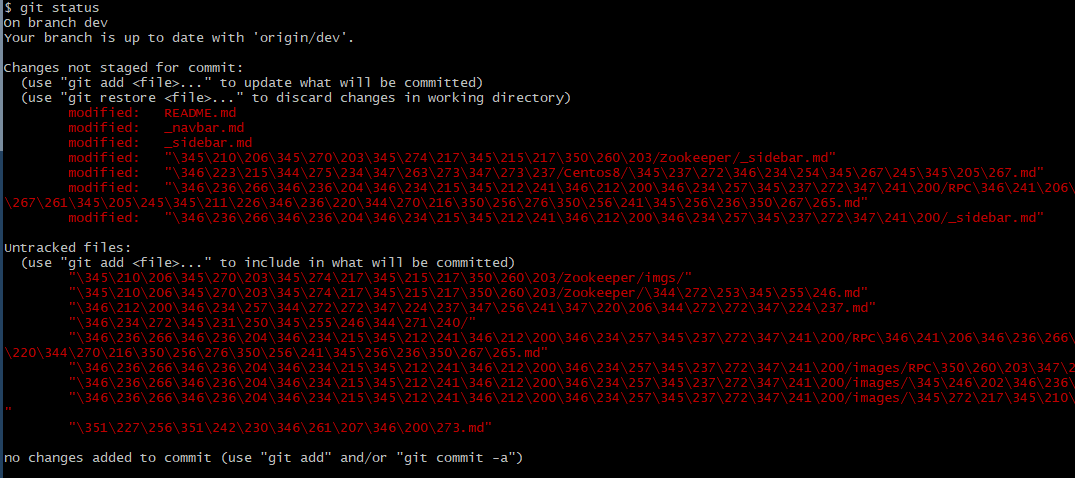 $ git status
On branch dev
Your branch is up to date with 'origin/dev'.
Changes not staged for commit:
(use "git add <file>..." to update what will be committed)
(use "git restore <file>..." to discard changes in working directory)
modified: README.md
modified: _navbar.md
modified: _sidebar.md
modified: "\345\210\206\345\270\203\345\274\217\345\215\217\350\260\203/Zookeeper/_sidebar.md"
modified: "\346\223\215\344\275\234\347\263\273\347\273\237/Centos8/\345\237\272\346\234\254\345\267\245\345\205\267.md"
modified: "\346\236\266\346\236\204\346\234\215\345\212\241\346\212\200\346\234\257\345\237\272\347\241\200/RPC\346\241\206
\267\261\345\205\245\345\211\226\346\236\220\344\270\216\350\256\276\350\256\241\345\256\236\350\267\265.md"
modified: "\346\236\266\346\236\204\346\234\215\345\212\241\346\212\200\346\234\257\345\237\272\347\241\200/_sidebar.md"
Untracked files:
(use "git add <file>..." to include in what will be committed)
"\345\210\206\345\270\203\345\274\217\345\215\217\350\260\203/Zookeeper/imgs/"
"\345\210\206\345\270\203\345\274\217\345\215\217\350\260\203/Zookeeper/\344\272\253\345\255\246.md"
"\346\212\200\346\234\257\344\272\272\347\224\237\347\256\241\347\220\206\344\272\272\347\224\237.md"
"\346\234\272\345\231\250\345\255\246\344\271\240/"
"\346\236\266\346\236\204\346\234\215\345\212\241\346\212\200\346\234\257\345\237\272\347\241\200/RPC\346\241\206\346\236\266
\220\344\270\216\350\256\276\350\256\241\345\256\236\350\267\265.md"
"\346\236\266\346\236\204\346\234\215\345\212\241\346\212\200\346\234\257\345\237\272\347\241\200/images/RPC\350\260\203\347\2
"\346\236\266\346\236\204\346\234\215\345\212\241\346\212\200\346\234\257\345\237\272\347\241\200/images/\345\246\202\346\236\
"\346\236\266\346\236\204\346\234\215\345\212\241\346\212\200\346\234\257\345\237\272\347\241\200/images/\345\272\217\345\210\
"
"\351\227\256\351\242\230\346\261\207\346\200\273.md"
no changes added to commit (use "git add" and/or "git commit -a")